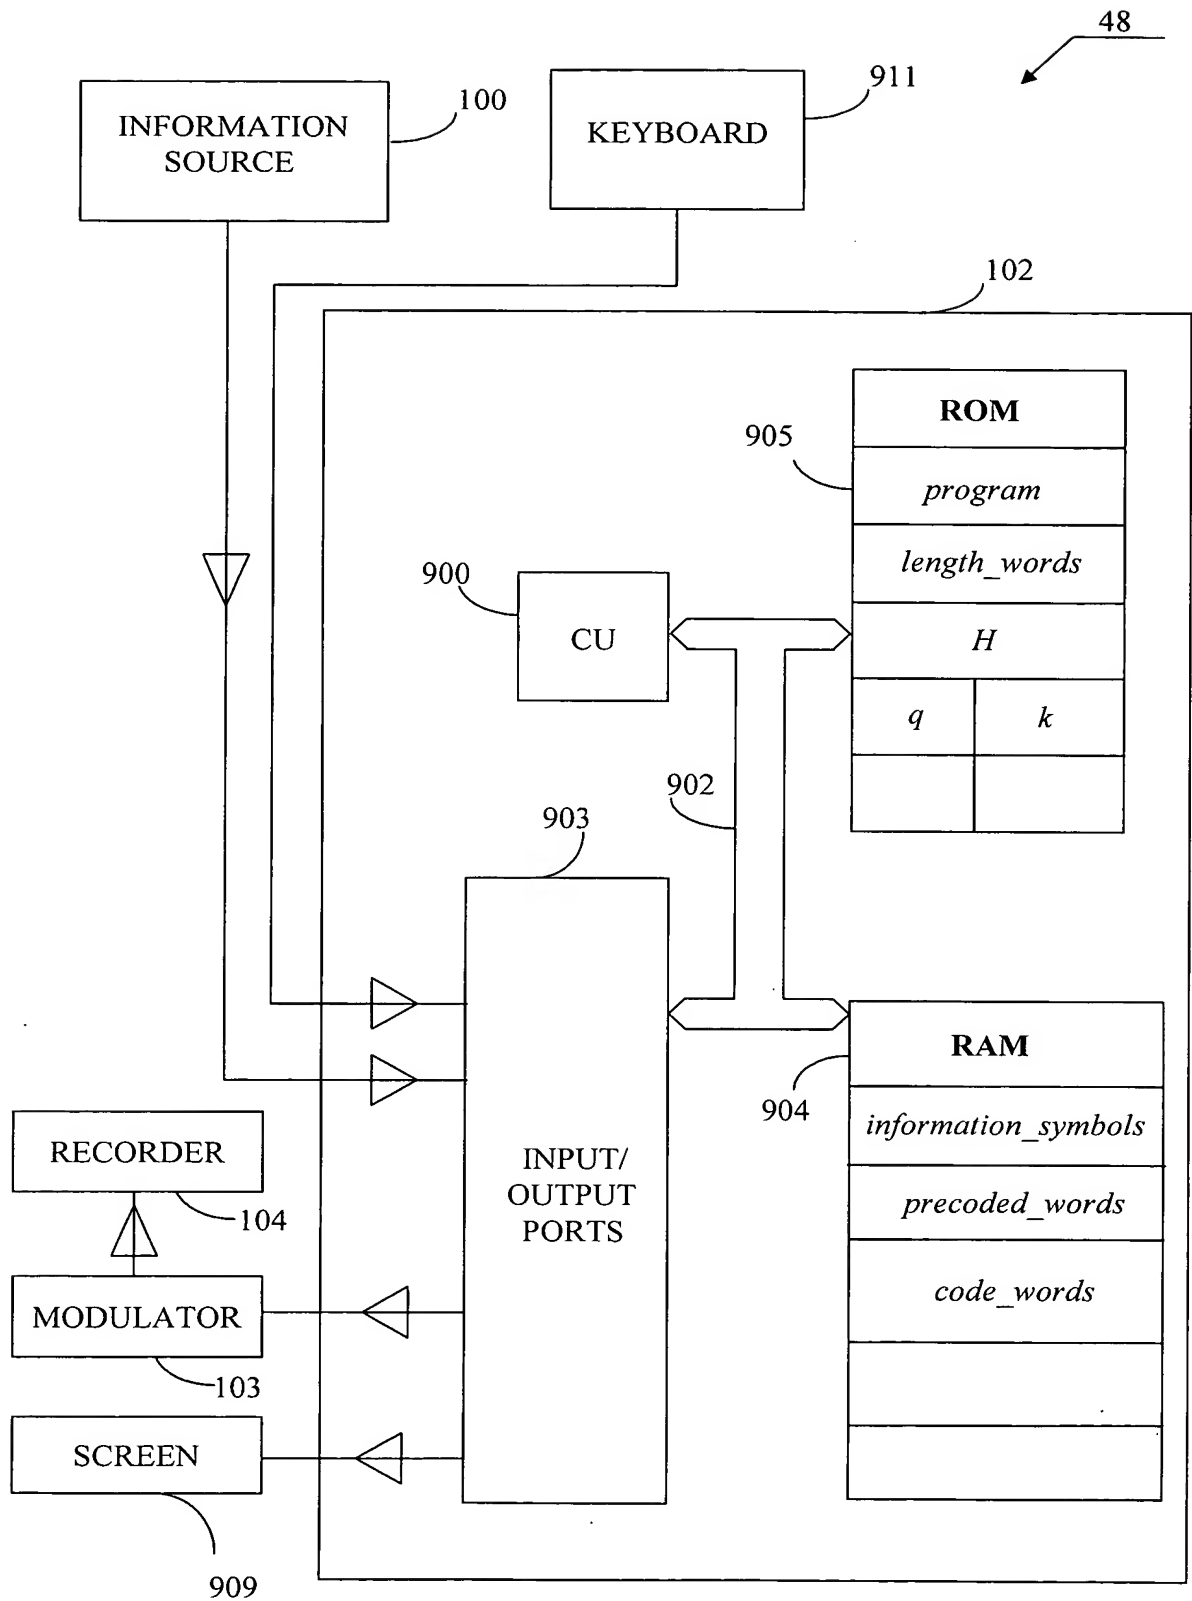 48
INFORMATION
SOURCE
100
KEYBOARD
911
102
ROM
program
length_words
H
q k
905
900
CU
902
903
INPUT/
OUTPUT
PORTS
RAM
information_symbols
precoded_words
code_words
904
RECORDER
104
MODULATOR
103
SCREEN
909